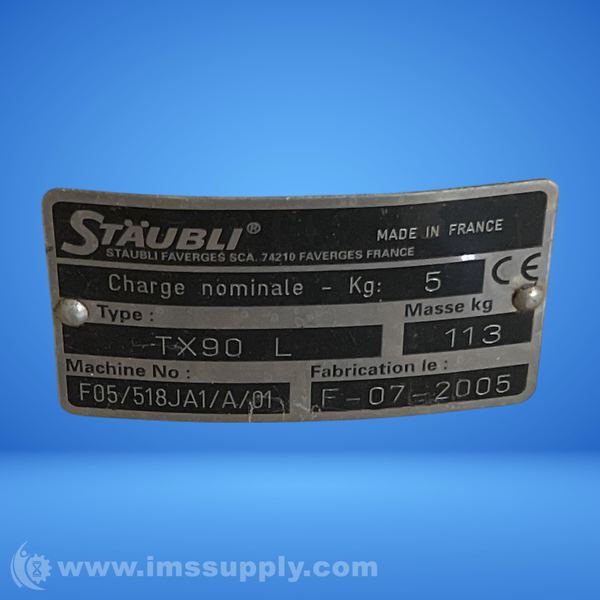 STÄUBLI® MADE IN FRANCE
STAUBLI FAVERGES SCA. 74210 FAVERGES FRANCE
Charge nominale - Kg: 5 CE
Type : Masse kg
TX90 L 113
Machine No : Fabrication le :
F05/518JA1/A/01 F-07-2005
www.imssupply.com